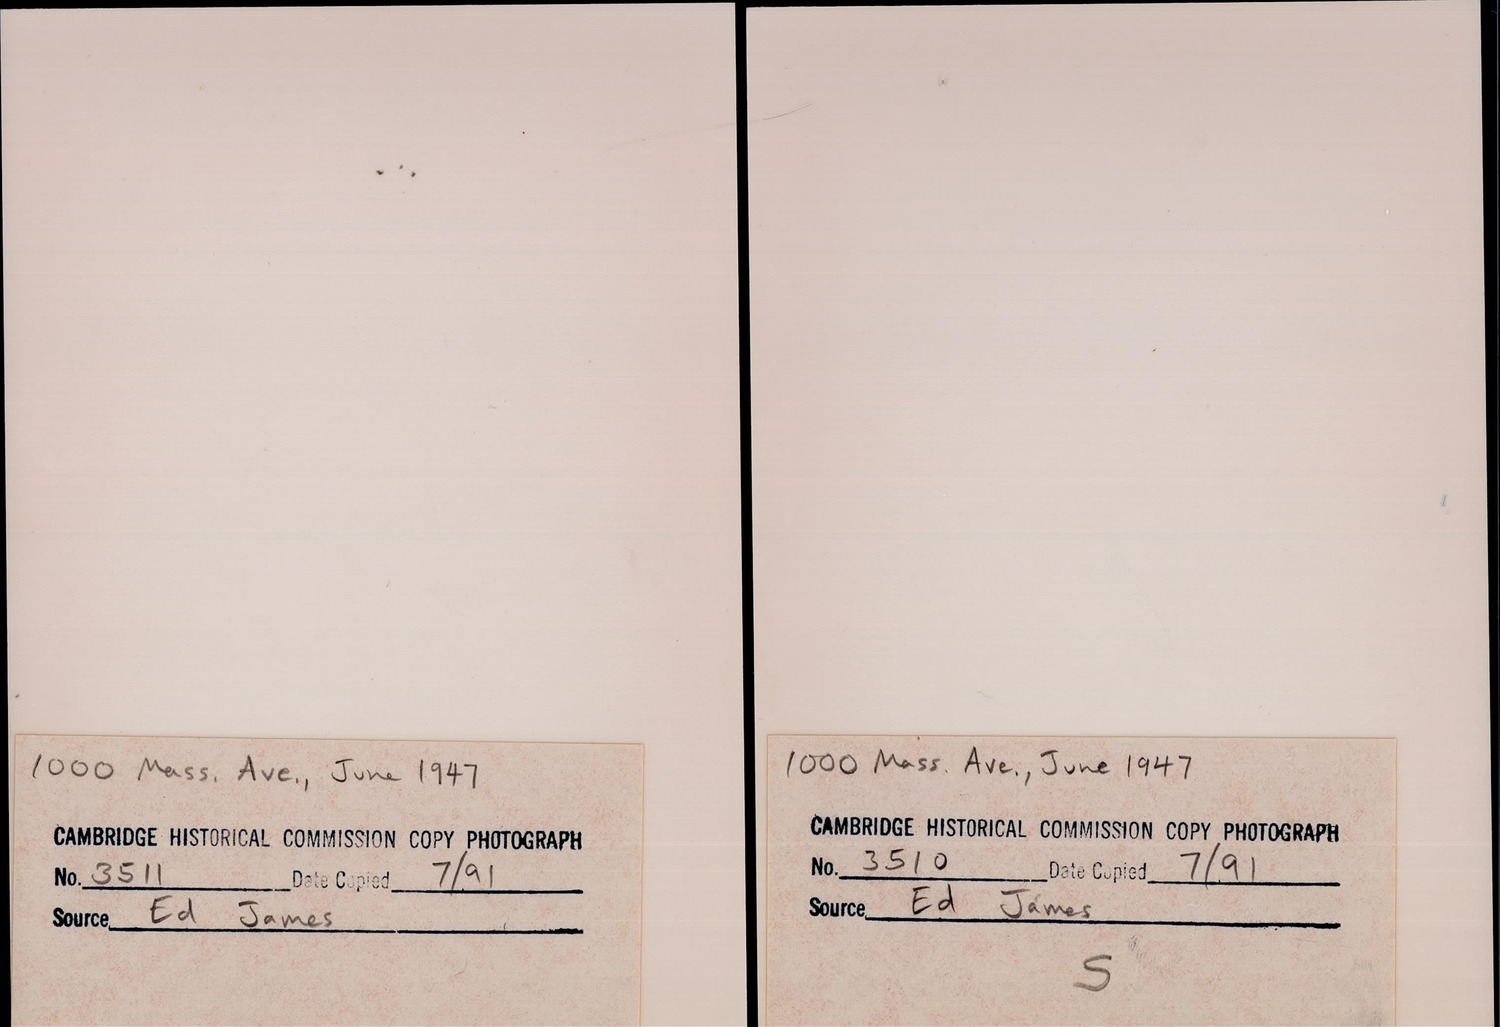 1000 Mass. Ave., June 1947
CAMBRIDGE HISTORICAL COMMISSION COPY PHOTOGRAPH
No. 3511 Date Copied 7/91
Source Ed James
1000 Mass. Ave., June 1947
CAMBRIDGE HISTORICAL COMMISSION COPY PHOTOGRAPH
No. 3510 Date Copied 7/91
Source Ed James
S